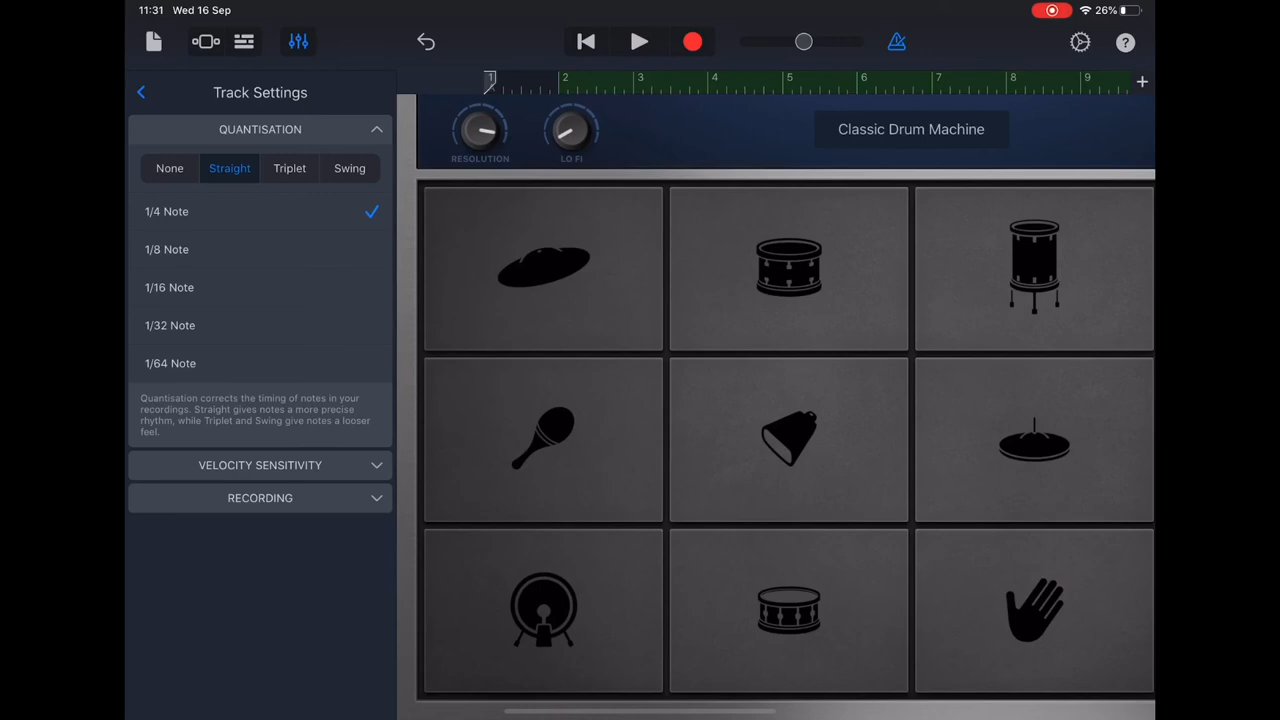 11:31 Wed 16 Sep
26%
Track Settings
1 2 3 4 5 6 7 8 9
QUANTISATION
Classic Drum Machine
RESOLUTION LO FI
None Straight Triplet Swing
1/4 Note
1/8 Note
1/16 Note
1/32 Note
1/64 Note
Quantisation corrects the timing of notes in your
recordings. Straight gives notes a more precise
rhythm, while Triplet and Swing give notes a looser
feel.
VELOCITY SENSITIVITY
RECORDING